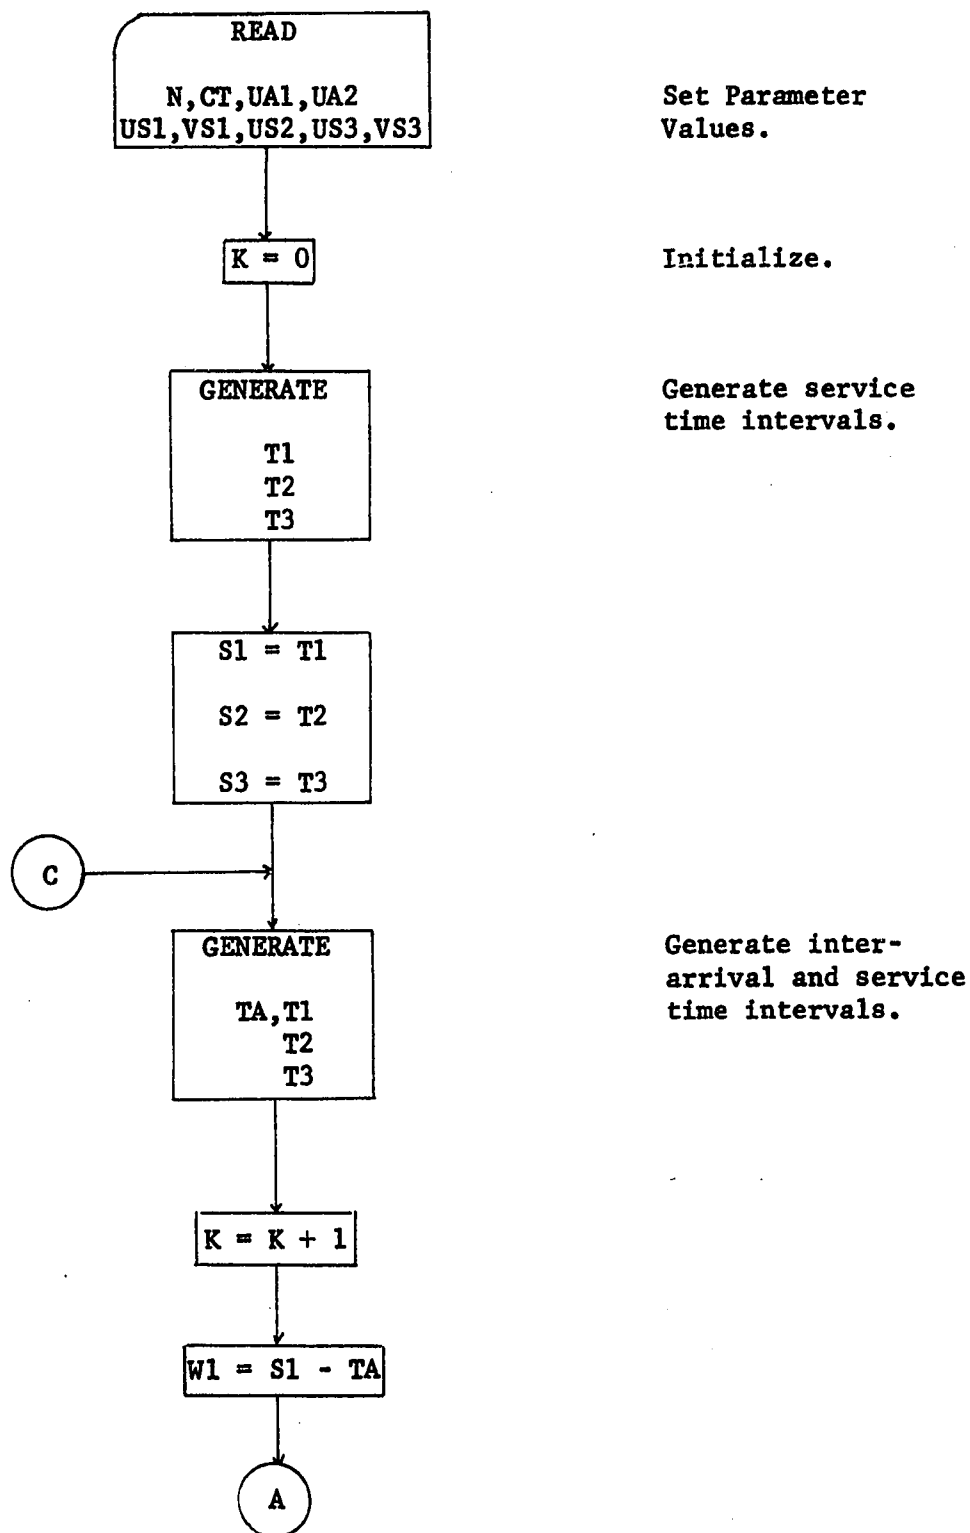 READ
N,CT,UA1,UA2
US1,VS1,US2,US3,VS3
Set Parameter
Values.
K = 0
Initialize.
GENERATE
T1
T2
T3
Generate service
time intervals.
S1 = T1
S2 = T2
S3 = T3
C
GENERATE
TA,T1
T2
T3
Generate inter-
arrival and service
time intervals.
K = K + 1
W1 = S1 - TA
A